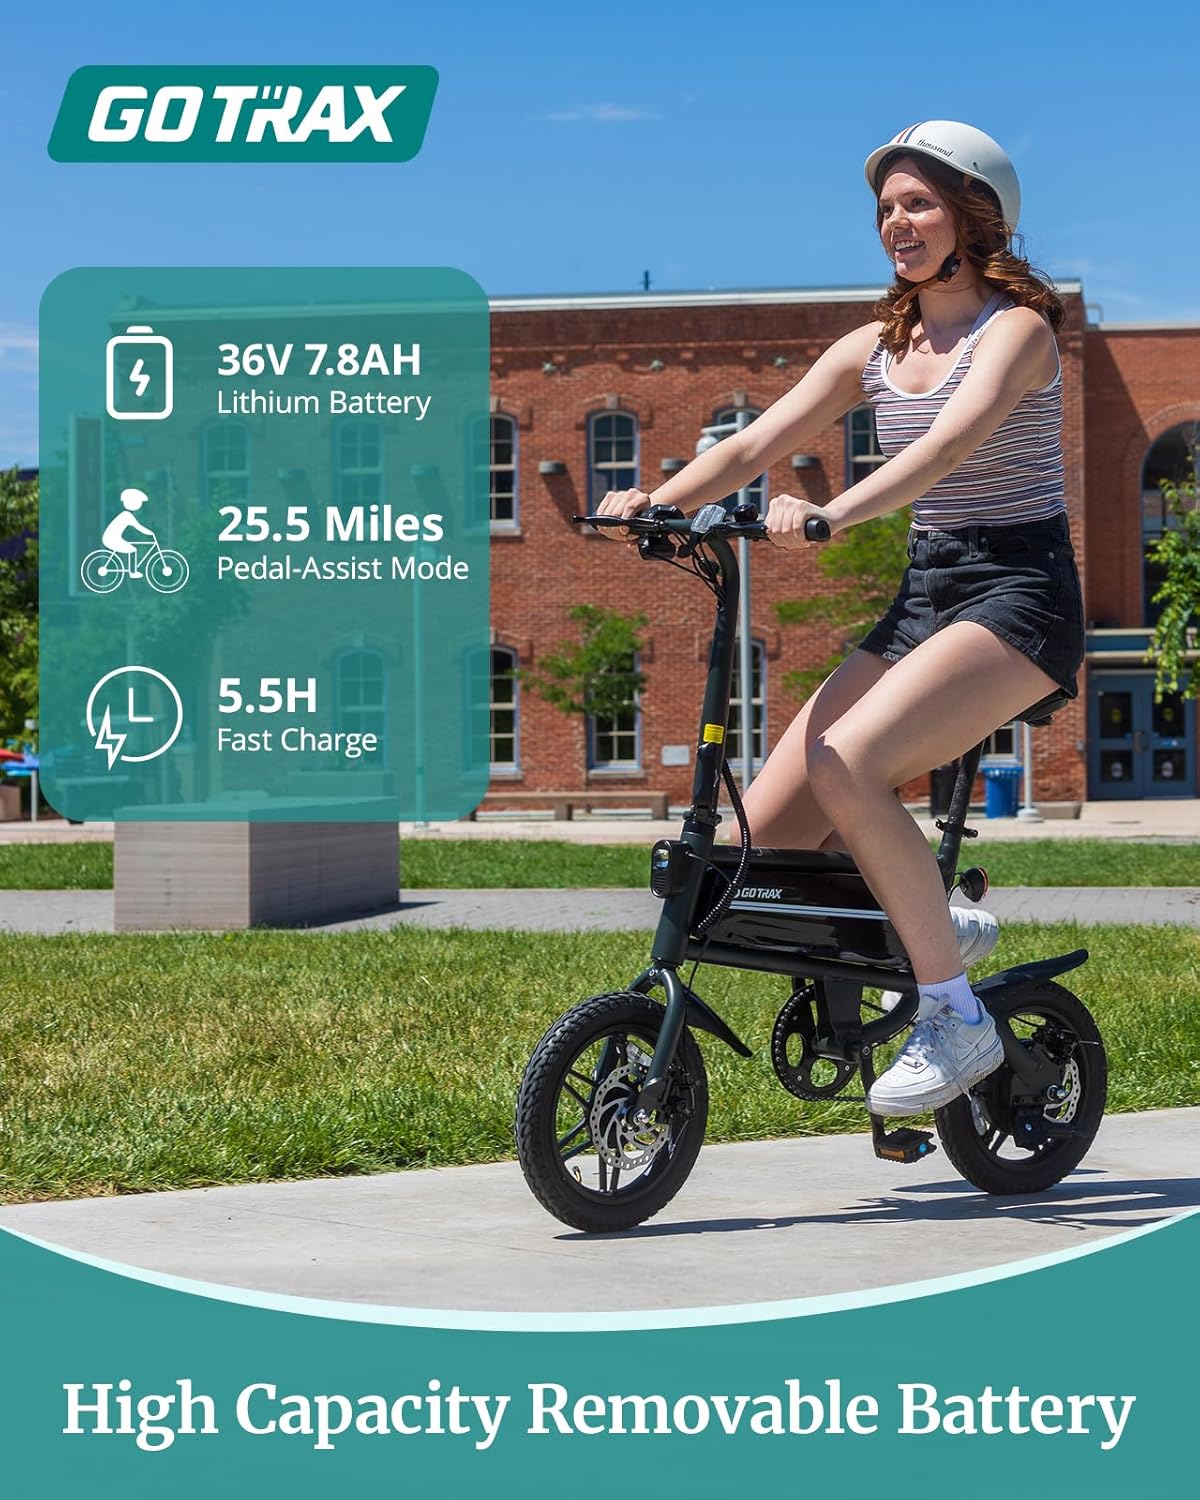 GOTRAX
thousand
36V 7.8AH
Lithium Battery
25.5 Miles
Pedal-Assist Mode
5.5H
Fast Charge
GOTRAX
High Capacity Removable Battery